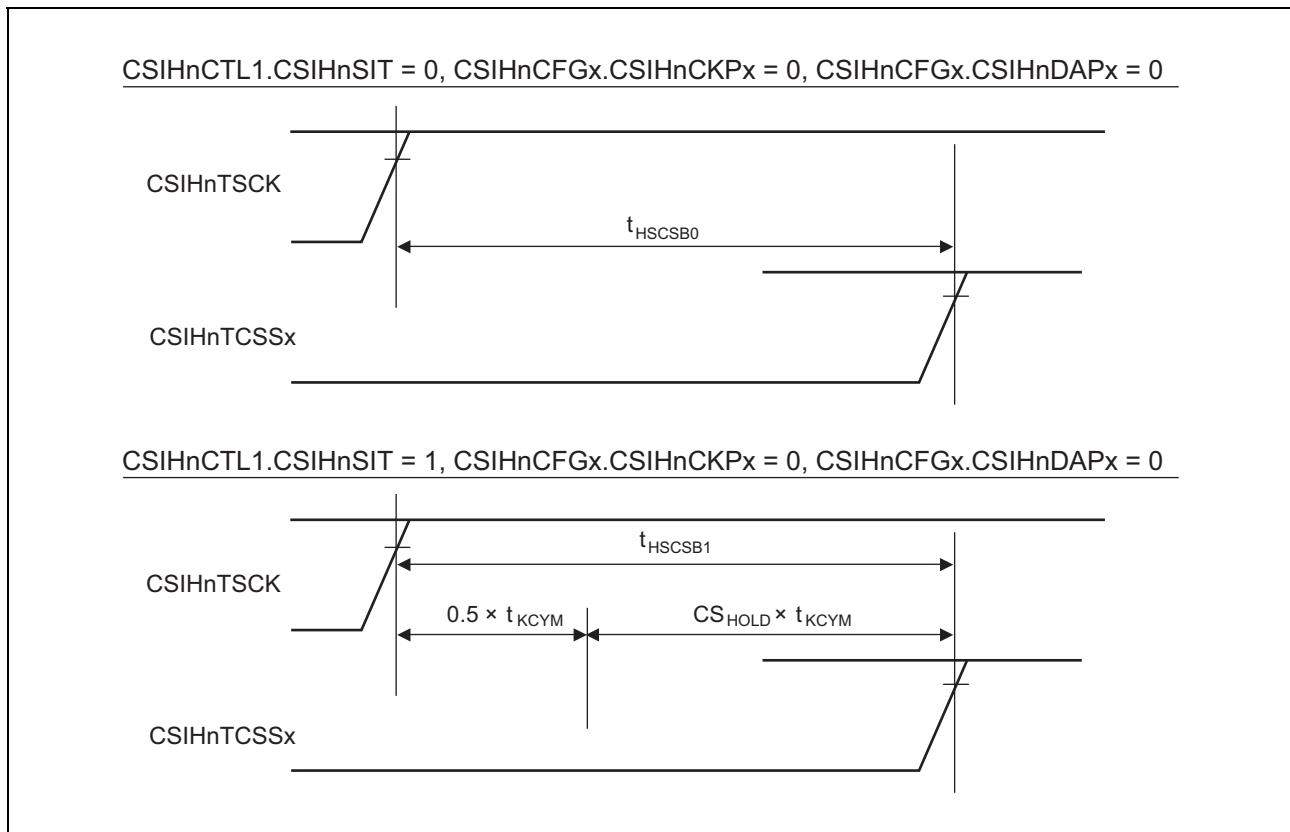 CSIHnCTL1.CSIHnSIT = 0, CSIHnCFGx.CSIHnCKPx = 0, CSIHnCFGx.CSIHnDAPx = 0
CSIHnTSCK
tHSCSB0
CSIHnTCSSx
CSIHnCTL1.CSIHnSIT = 1, CSIHnCFGx.CSIHnCKPx = 0, CSIHnCFGx.CSIHnDAPx = 0
tHSCSB1
CSIHnTSCK
0.5 × tKCYM
CSHOLD × tKCYM
CSIHnTCSSx